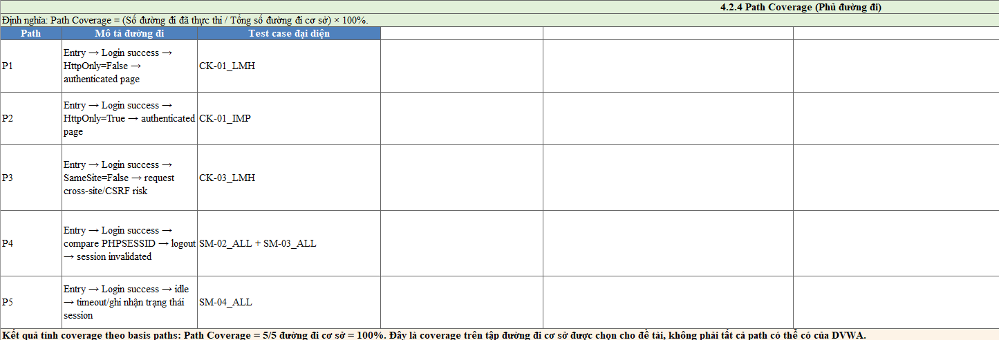 4.2.4 Path Coverage (Phủ đường đi)
Định nghĩa: Path Coverage = (Số đường đi đã thực thi / Tổng số đường đi cơ sở) × 100%.
Path Mô tả đường đi Test case đại diện
P1
Entry → Login success →
HttpOnly=False →
authenticated page
CK-01_LMH
P2
Entry → Login success →
HttpOnly=True → authenticated
page
CK-01_IMP
P3
Entry → Login success →
SameSite=False → request
cross-site/CSRF risk
CK-03_LMH
P4
Entry → Login success →
compare PHPSESSID → logout
→ session invalidated
SM-02_ALL + SM-03_ALL
P5
Entry → Login success → idle
→ timeout/ghi nhận trạng thái
session
SM-04_ALL
Kết quả tính coverage theo basis paths: Path Coverage = 5/5 đường đi cơ sở = 100%. Đây là coverage trên tập đường đi cơ sở được chọn cho đề tài, không phải tất cả path có thể có của DVWA.